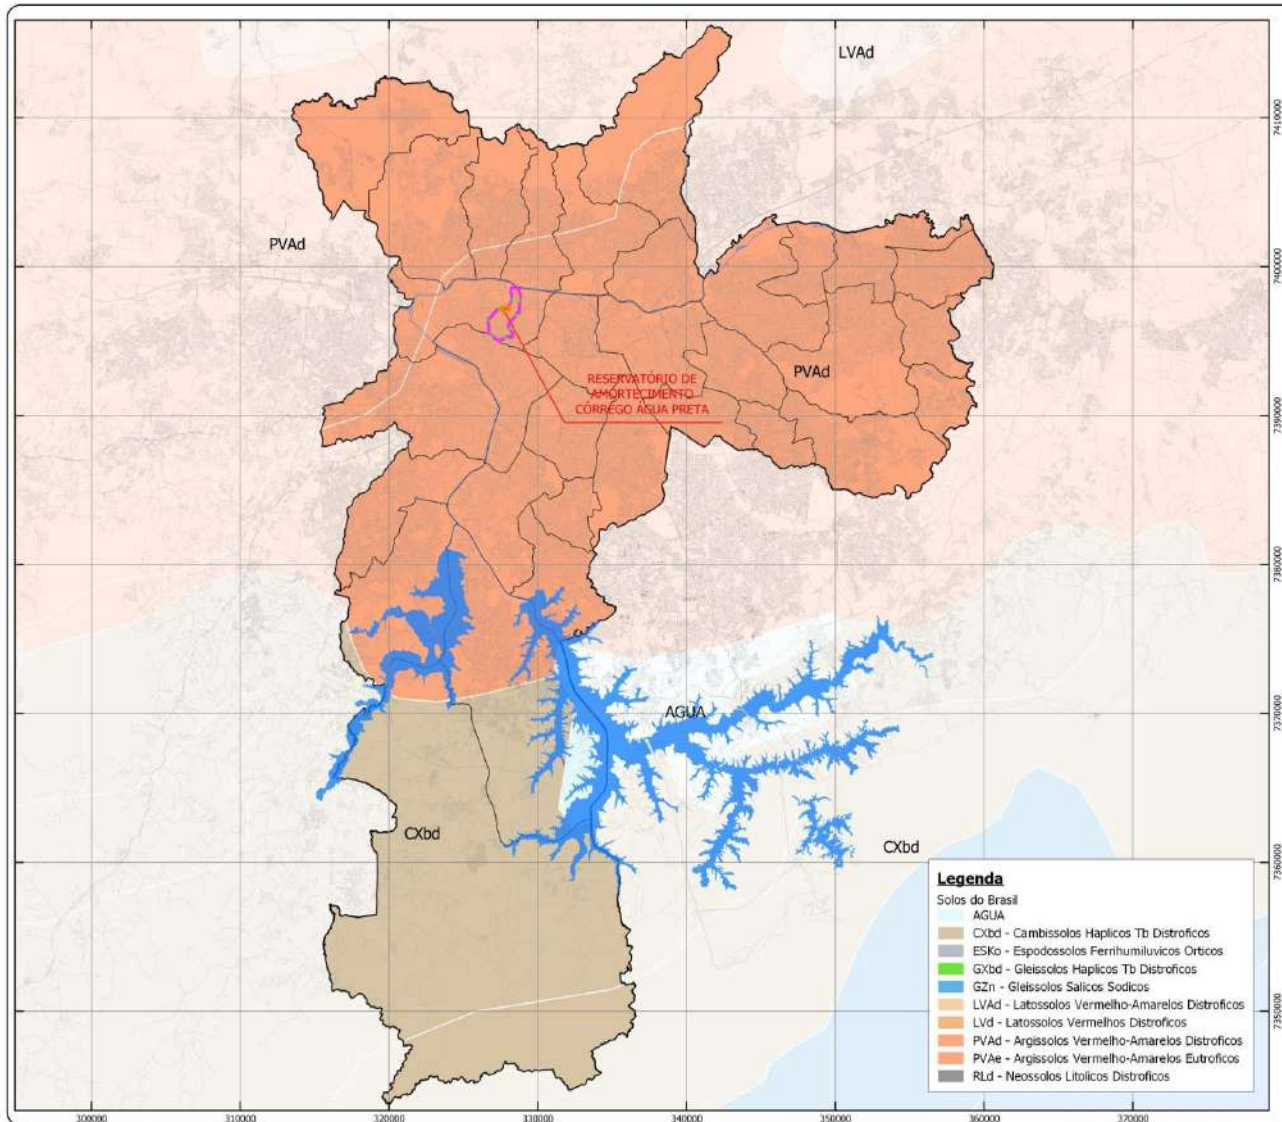 LVAd
7410000
PVAd
7400000
PVAd
RESERVATÓRIO DE
AMORTECIMENTO
CÓRREGO ÁGUA PRETA
7390000
7380000
AGUA
7370000
CXbd
CXbd
7360000
Legenda
Solos do Brasil
AGUA
CXbd - Cambissolos Haplicos Tb Distroficos
ESKo - Espodossolos Ferrihumiluvicos Orticos
GXbd - Gleissolos Haplicos Tb Distroficos
GZn - Gleissolos Salicos Sodicos
LVAd - Latossolos Vermelho-Amarelos Distroficos
LVd - Latossolos Vermelhos Distroficos
PVAd - Argissolos Vermelho-Amarelos Distroficos
PVAe - Argissolos Vermelho-Amarelos Eutroficos
RLd - Neossolos Litolicos Distroficos
7350000
300000 310000 320000 330000 340000 350000 360000 370000